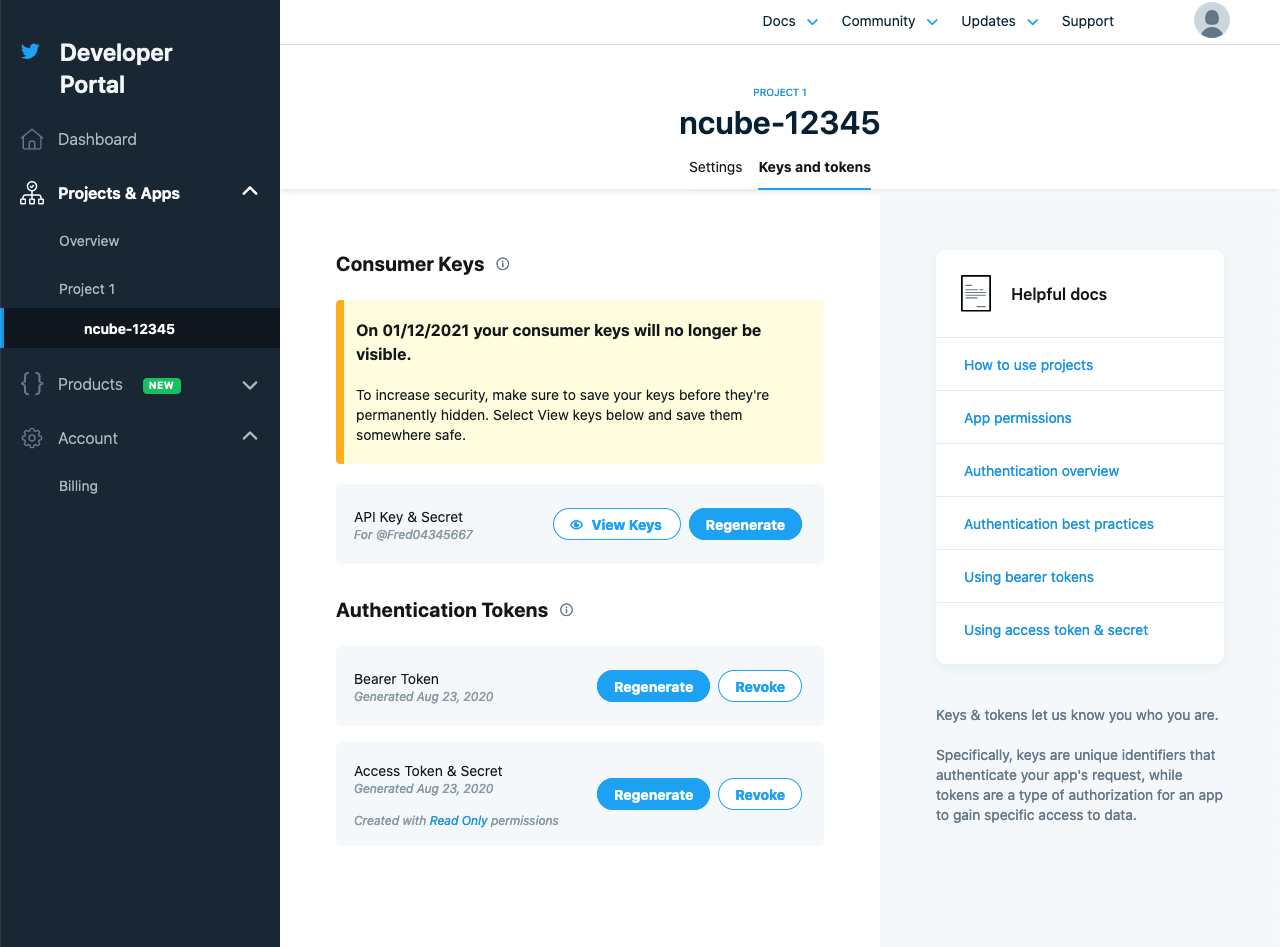 Developer
Portal
Dashboard
Projects & Apps
Overview
Project 1
ncube-12345
Products NEW
Account
Billing
Docs Community Updates Support
PROJECT 1
ncube-12345
Settings Keys and tokens
Consumer Keys
On 01/12/2021 your consumer keys will no longer be
visible.
To increase security, make sure to save your keys before they're
permanently hidden. Select View keys below and save them
somewhere safe.
API Key & Secret
For @Fred04345667
View Keys Regenerate
Authentication Tokens
Bearer Token
Generated Aug 23, 2020
Regenerate Revoke
Access Token & Secret
Generated Aug 23, 2020
Created with Read Only permissions
Regenerate Revoke
Helpful docs
How to use projects
App permissions
Authentication overview
Authentication best practices
Using bearer tokens
Using access token & secret
Keys & tokens let us know you who you are.
Specifically, keys are unique identifiers that
authenticate your app's request, while
tokens are a type of authorization for an app
to gain specific access to data.